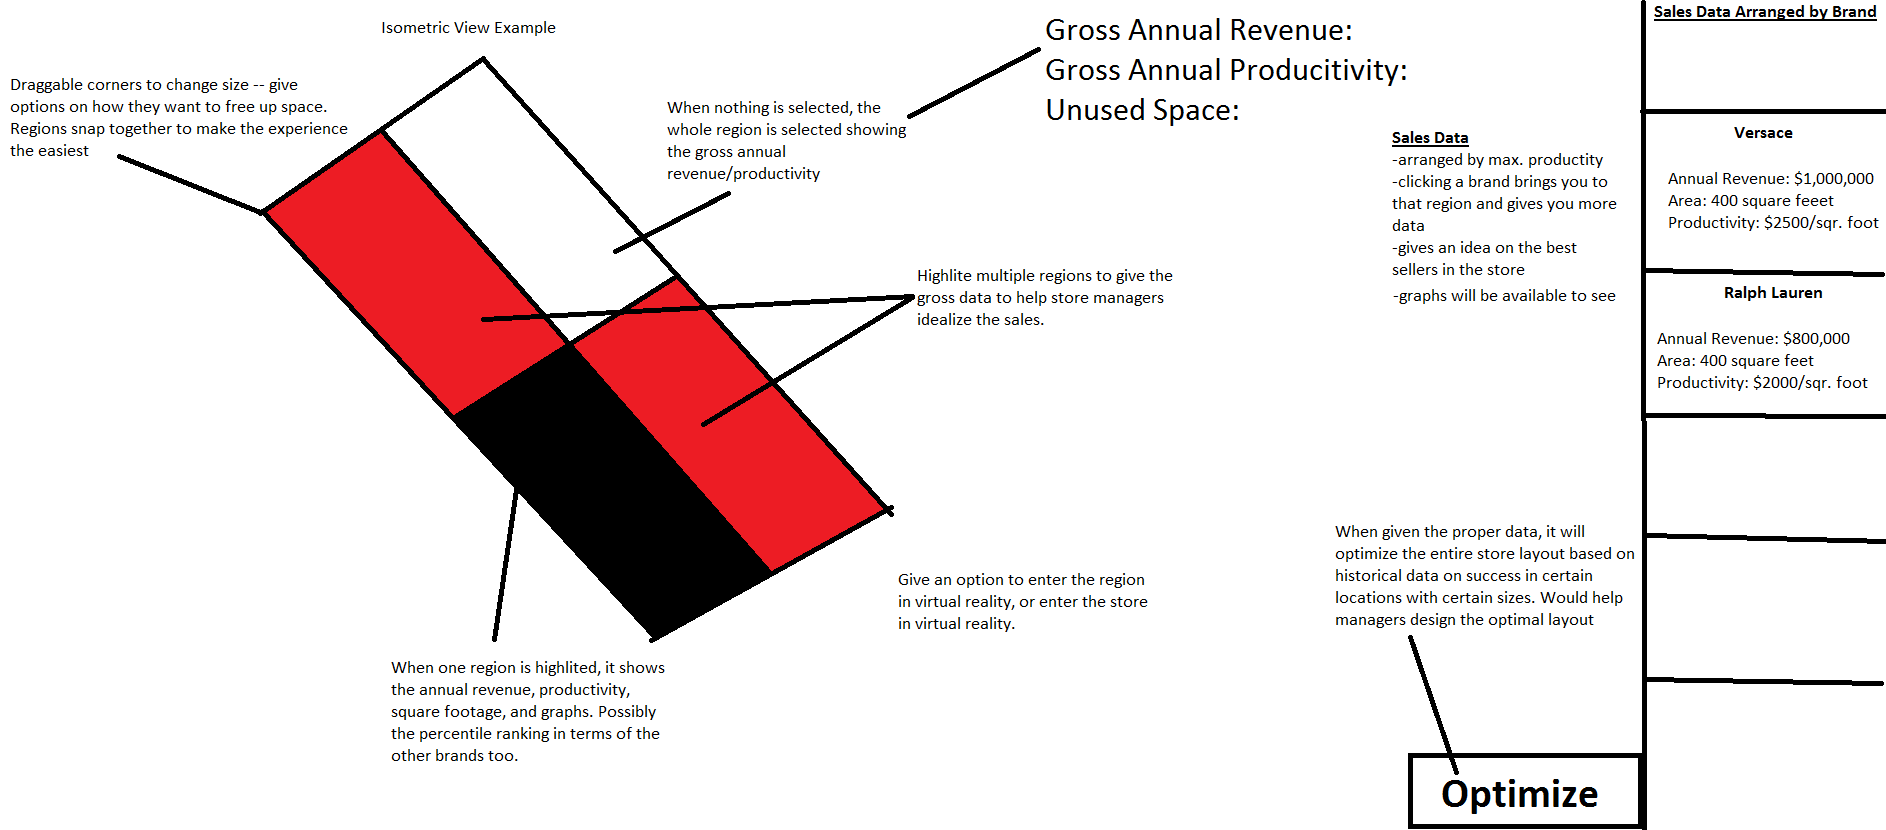 Isometric View Example
Draggable corners to change size -- give
options on how they want to free up space.
Regions snap together to make the experience
the easiest
When nothing is selected, the
whole region is selected showing
the gross annual
revenue/productivity
Gross Annual Revenue:
Gross Annual Producitivity:
Unused Space:
Highlite multiple regions to give the
gross data to help store managers
idealize the sales.
Sales Data
-arranged by max. productity
-clicking a brand brings you to
that region and gives you more
data
-gives an idea on the best
sellers in the store
-graphs will be available to see
Sales Data Arranged by Brand
Versace
Annual Revenue: $1,000,000
Area: 400 square feeet
Productivity: $2500/sqr. foot
Ralph Lauren
Annual Revenue: $800,000
Area: 400 square feet
Productivity: $2000/sqr. foot
When one region is highlited, it shows
the annual revenue, productivity,
square footage, and graphs. Possibly
the percentile ranking in terms of the
other brands too.
Give an option to enter the region
in virtual reality, or enter the store
in virtual reality.
When given the proper data, it will
optimize the entire store layout based on
historical data on success in certain
locations with certain sizes. Would help
managers design the optimal layout
Optimize